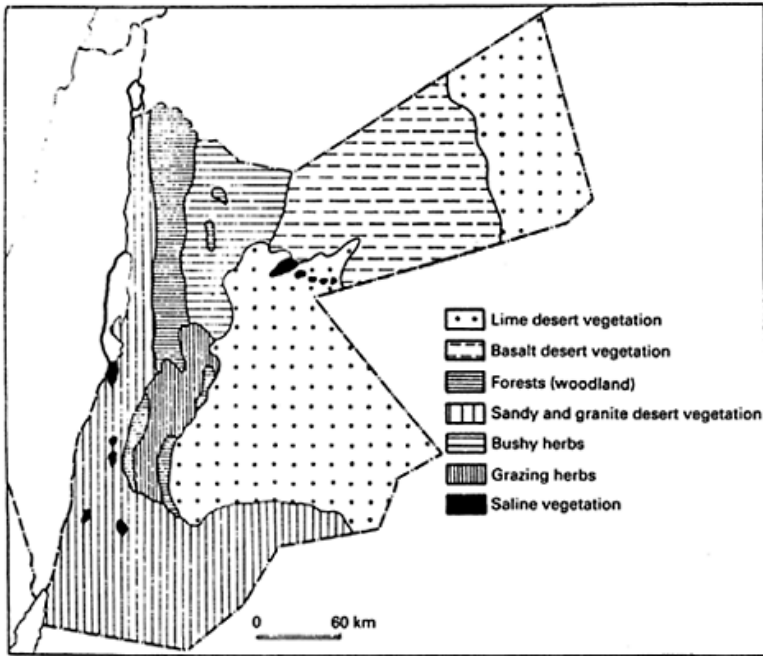 Lime desert vegetation
Basalt desert vegetation
Forests (woodland)
Sandy and granite desert vegetation
Bushy herbs
Grazing herbs
Saline vegetation
0 60 km